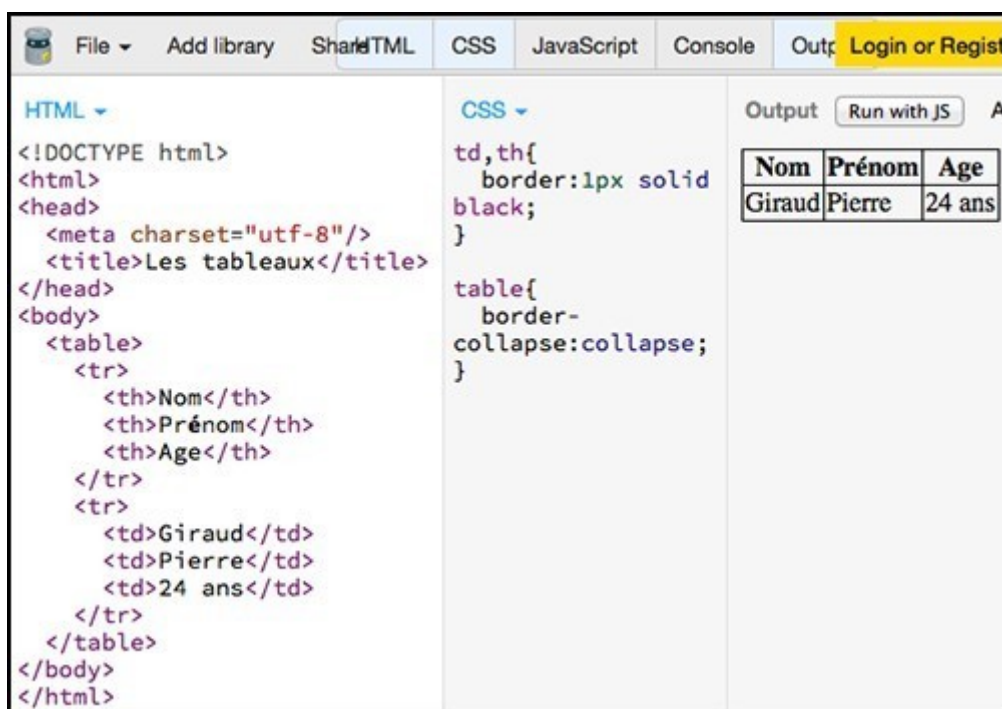 File Add library Share HTML CSS JavaScript Console Outp Login or Regist
HTML
<!DOCTYPE html>
<html>
<head>
  <meta charset="utf-8"/>
  <title>Les tableaux</title>
</head>
<body>
  <table>
    <tr>
      <th>Nom</th>
      <th>Prénom</th>
      <th>Age</th>
    </tr>
    <tr>
      <td>Giraud</td>
      <td>Pierre</td>
      <td>24 ans</td>
    </tr>
  </table>
</body>
</html>
CSS
td,th{
  border:1px solid
black;
}
table{
  border-
collapse:collapse;
}
Output Run with JS A
Nom Prénom Age
Giraud Pierre 24 ans